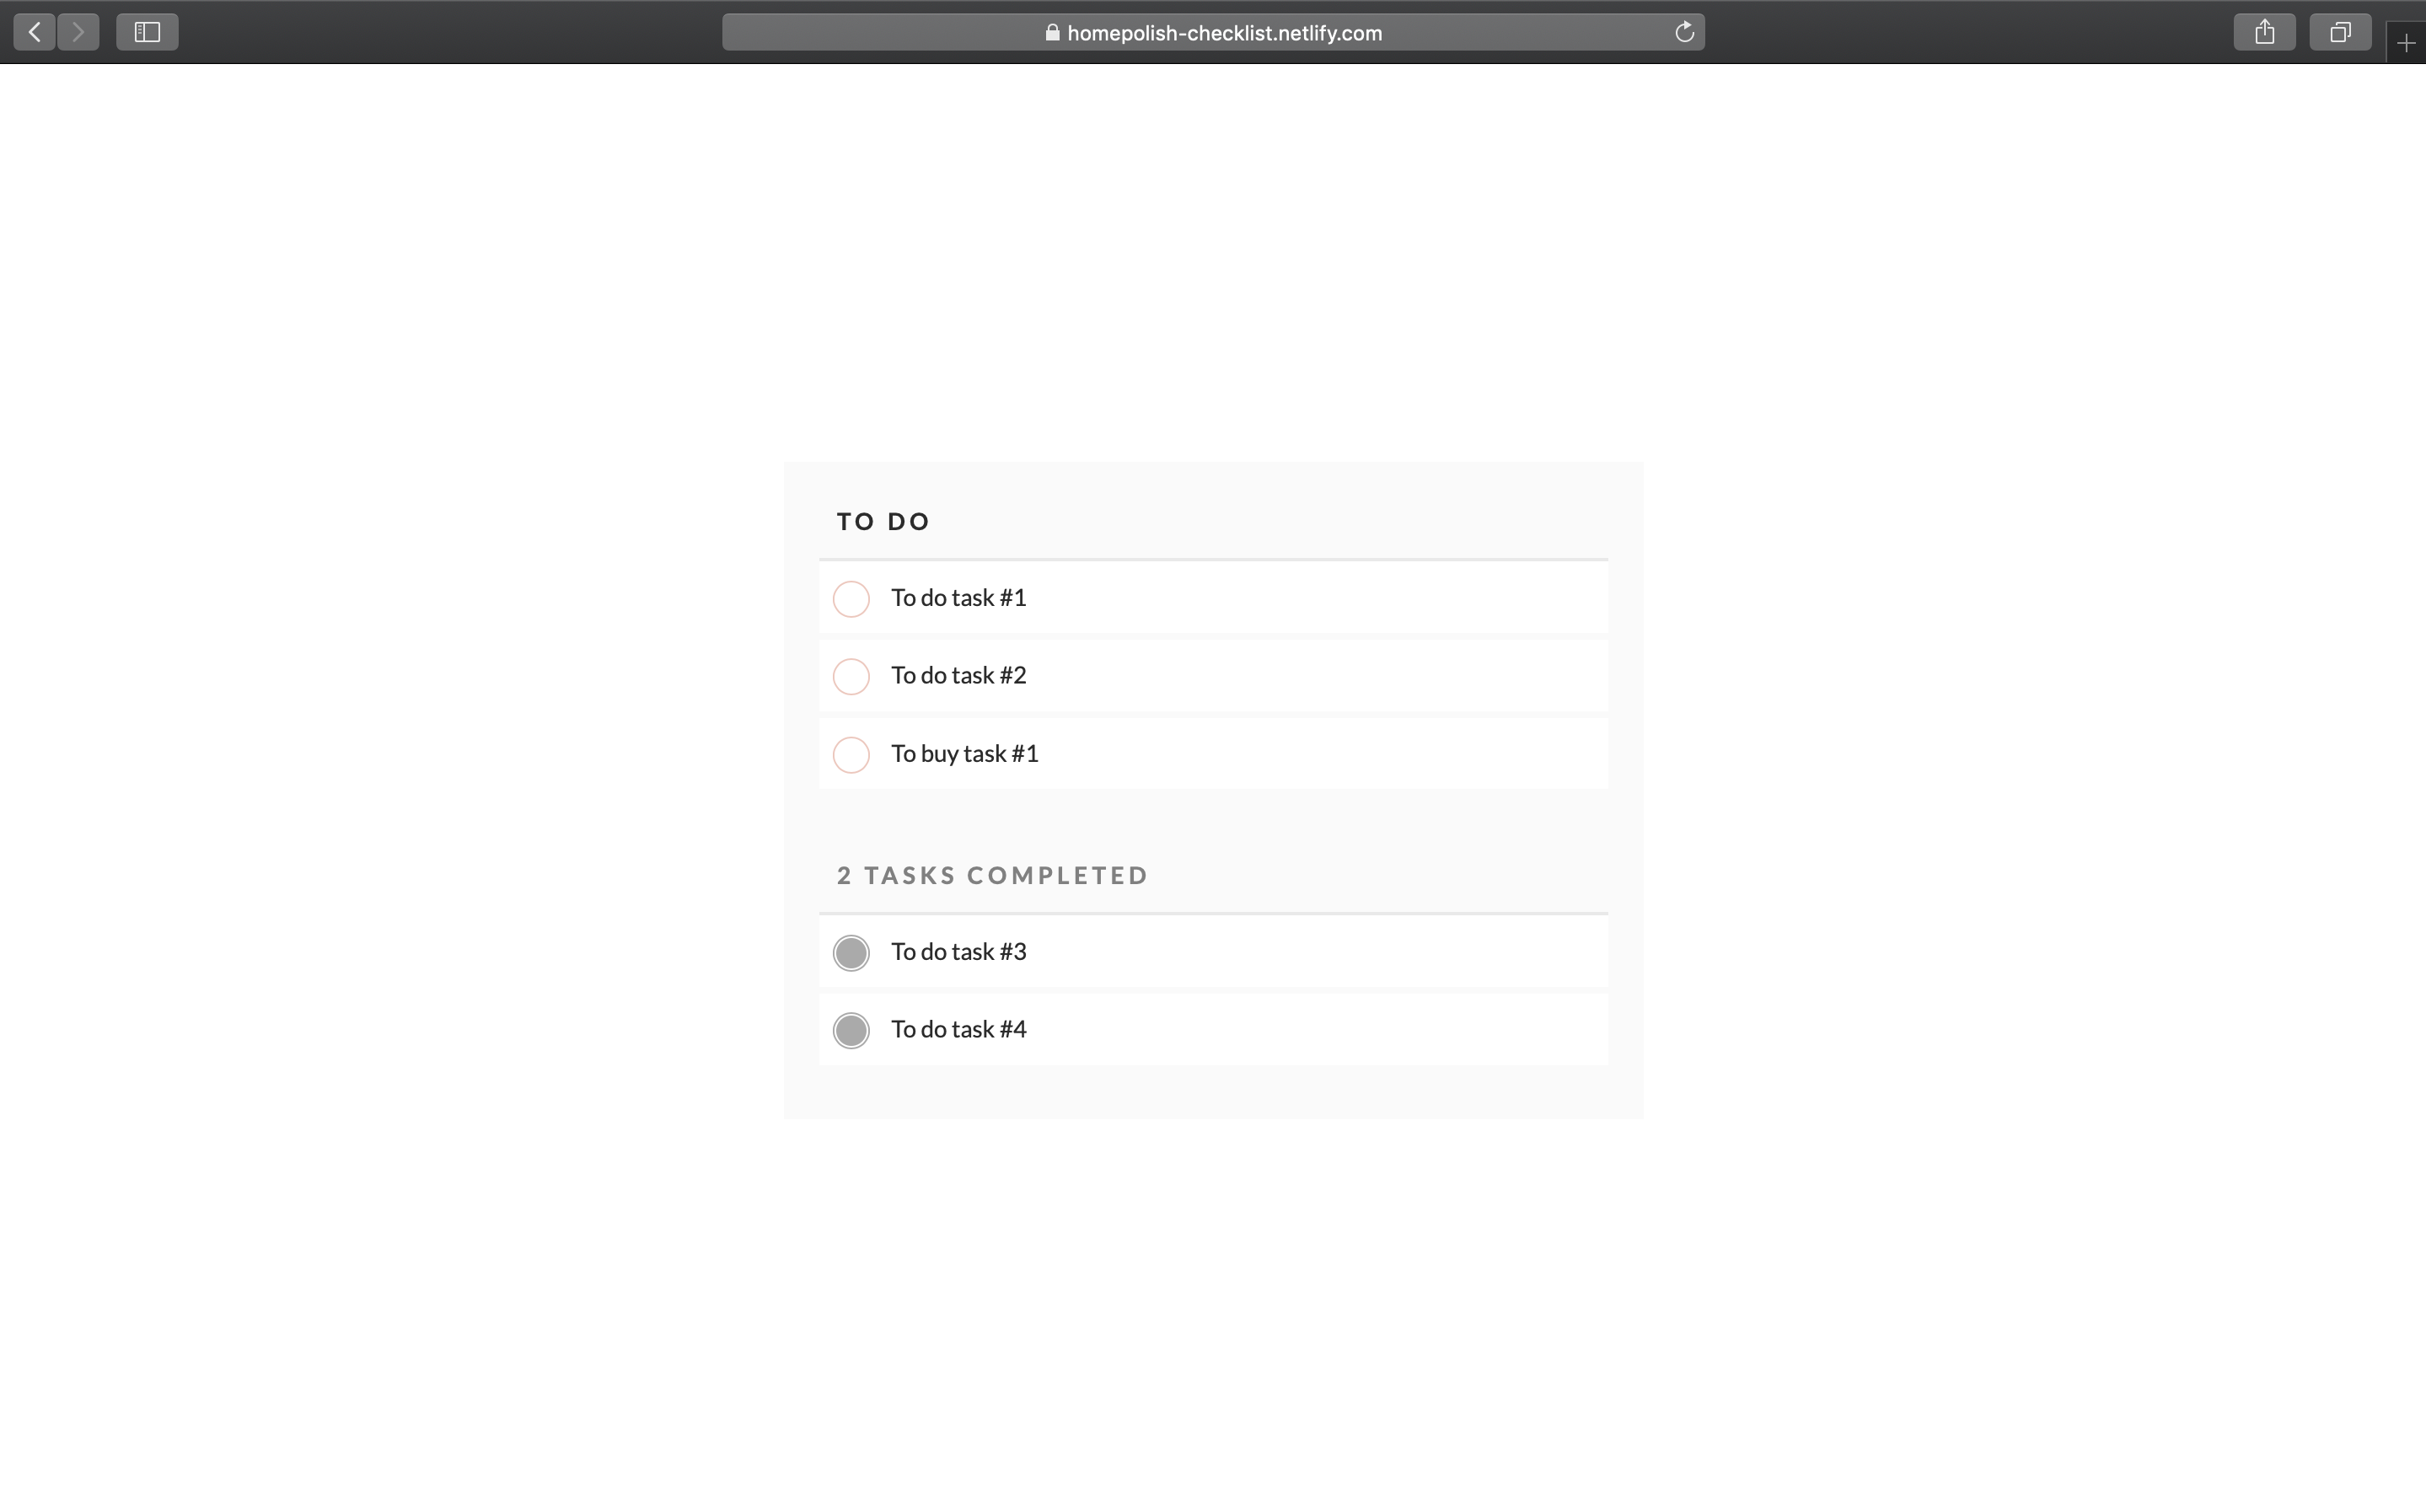 homepolish-checklist.netlify.com
TO DO
To do task #1
To do task #2
To buy task #1
2 TASKS COMPLETED
To do task #3
To do task #4